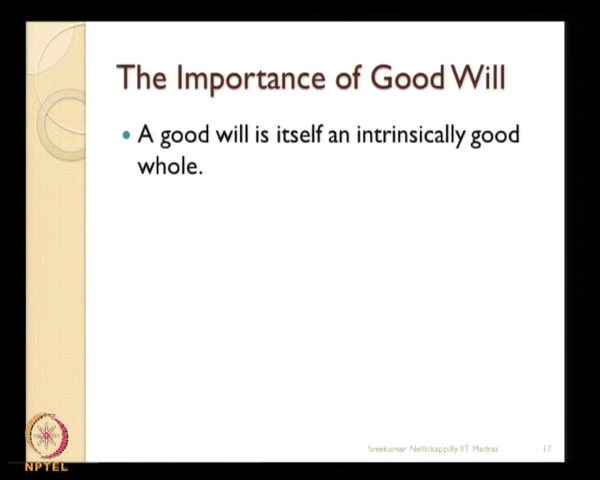 The Importance of Good Will
• A good will is itself an intrinsically good
whole.
Sreekumar Nellickappilly IIT Madras 17
NPTEL